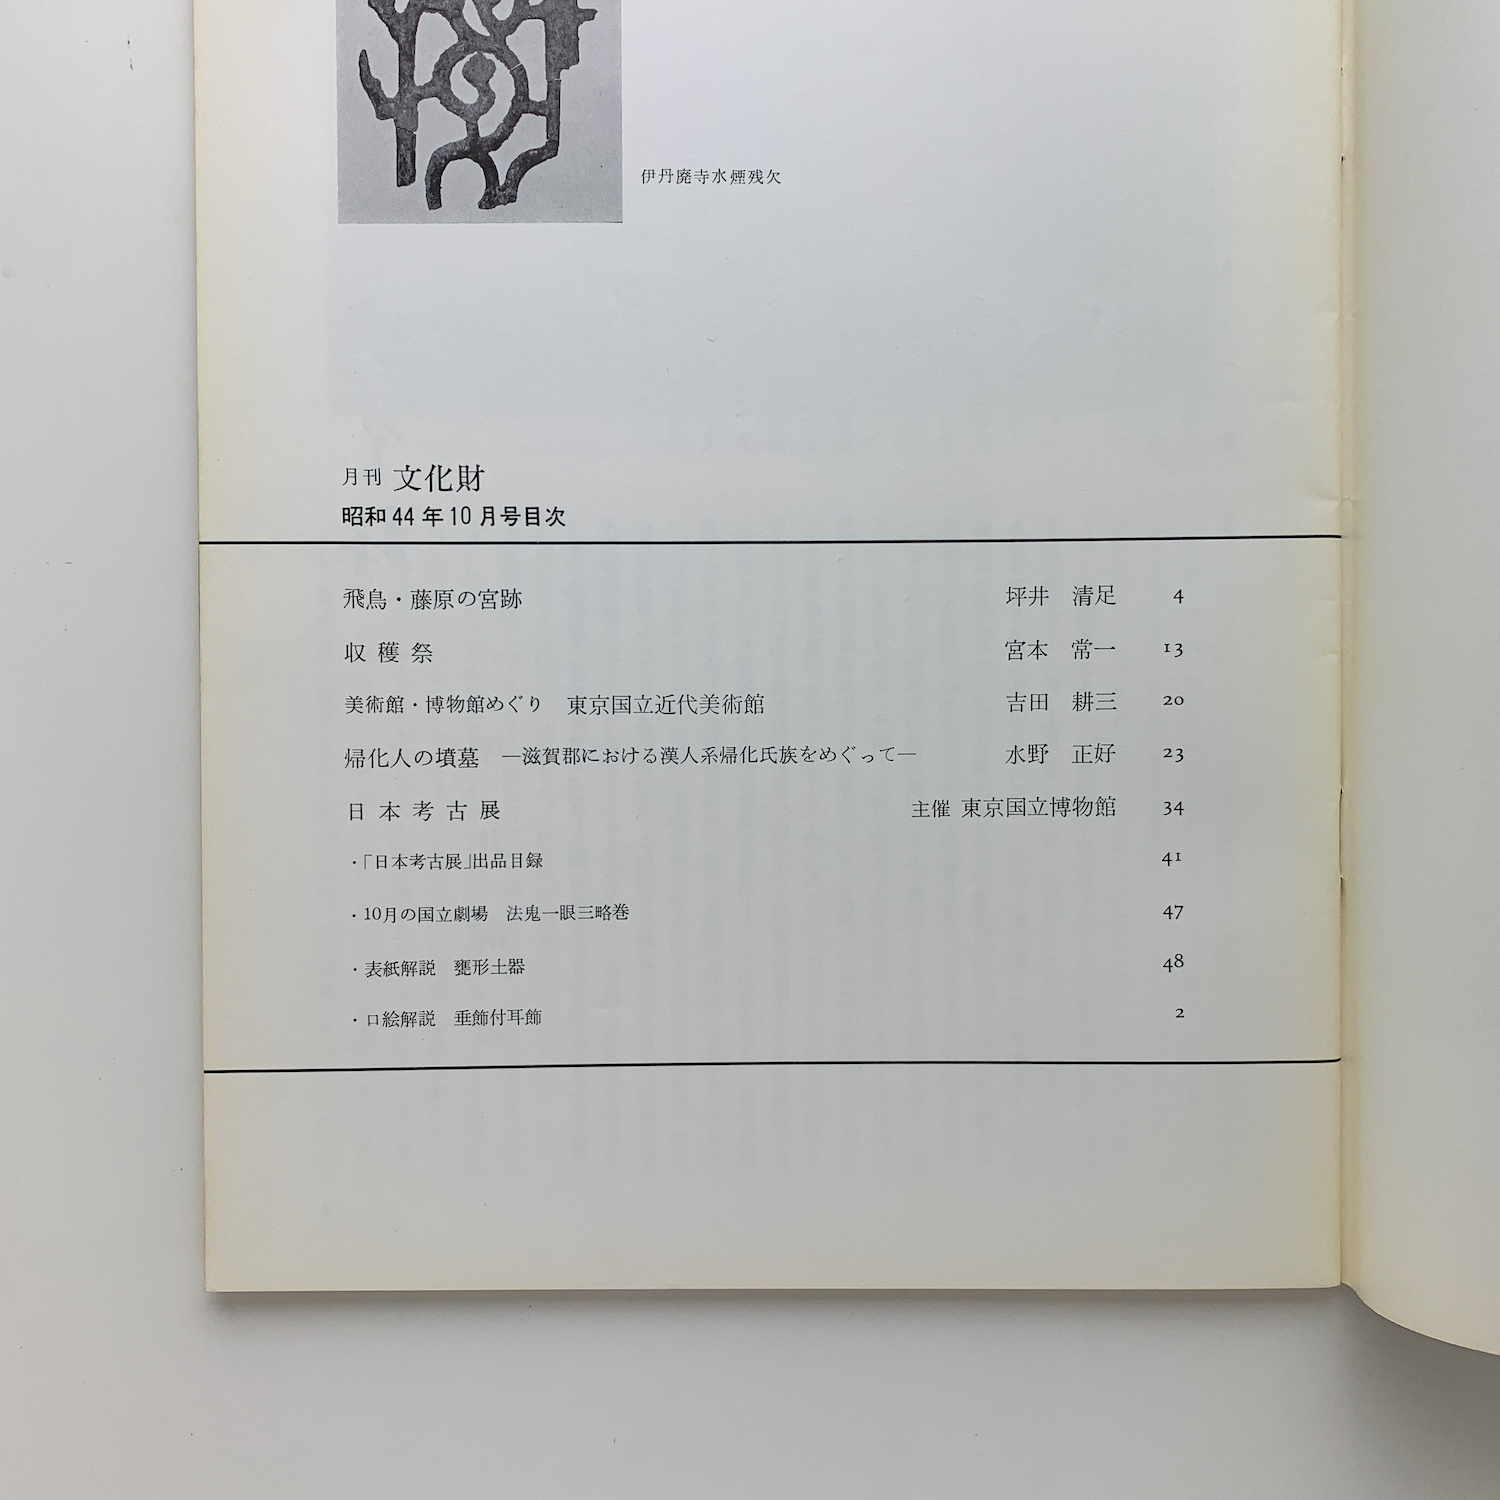 伊丹廃寺水煙残欠
月刊 文化財
昭和44年10月号目次
飛鳥・藤原の宮跡 坪井 清足 4
収穫祭 宮本 常一 13
美術館・博物館めぐり 東京国立近代美術館 吉田 耕三 20
帰化人の墳墓 ―滋賀郡における漢人系帰化氏族をめぐって― 水野 正好 23
日本考古展 主催 東京国立博物館 34
・「日本考古展」出品目録 41
・10月の国立劇場 法鬼一眼三略巻 47
・表紙解説 甕形土器 48
・口絵解説 垂飾付耳飾 2